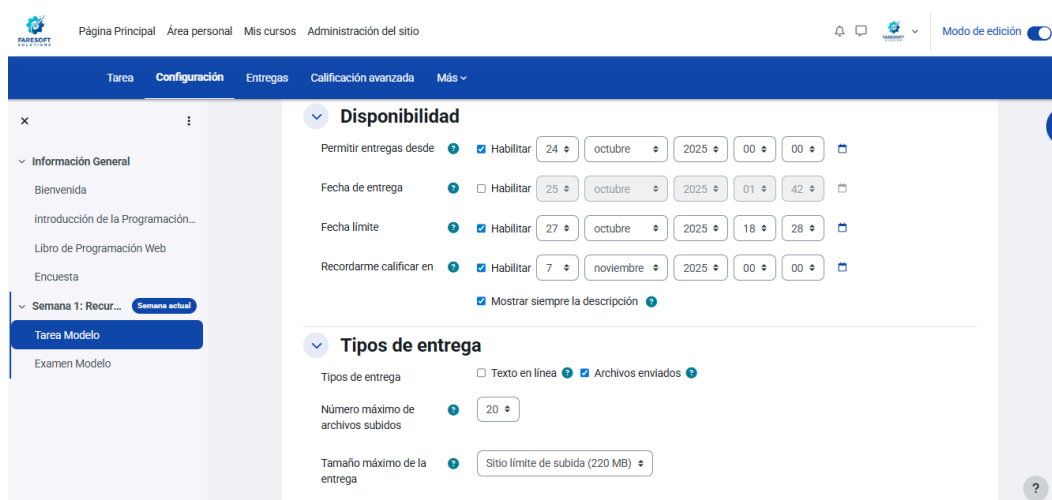 FARESOFT
SOLUTIONS
Página Principal Área personal Mis cursos Administración del sitio
Modo de edición
Tarea Configuración Entregas Calificación avanzada Más
Información General
Bienvenida
introducción de la Programación...
Libro de Programación Web
Encuesta
Semana 1: Recur... Semana actual
Tarea Modelo
Examen Modelo
Disponibilidad
Permitir entregas desde ? Habilitar 24 octubre 2025 00 00
Fecha de entrega ? Habilitar 25 octubre 2025 01 42
Fecha límite ? Habilitar 27 octubre 2025 18 28
Recordarme calificar en ? Habilitar 7 noviembre 2025 00 00
Mostrar siempre la descripción ?
Tipos de entrega
Tipos de entrega Texto en línea ? Archivos enviados ?
Número máximo de archivos subidos ? 20
Tamaño máximo de la entrega ? Sitio límite de subida (220 MB)
?